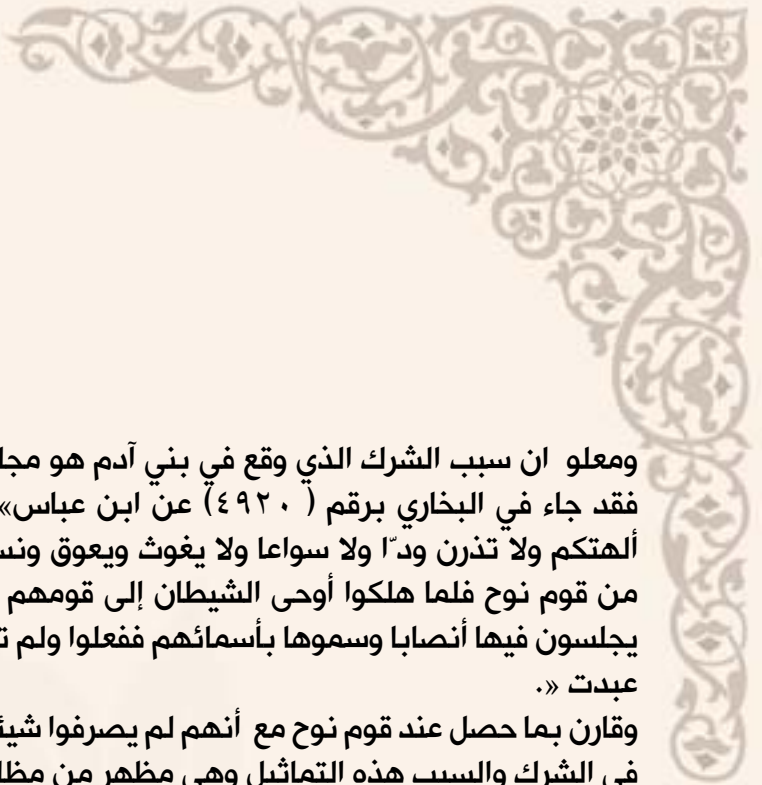 ومعلو ان سبب الشرك الذي وقع في بني آدم هو
فقد جاء في البخاري برقم ( ٤٩٢٠) عن ابن عباس»
ألهتكم ولا تذرن ودّا ولا سواعا ولا يغوث ويعوق
من قوم نوح فلما هلكوا أوحى الشيطان إلى قومهم
يجلسون فيها أنصابا وسموها بأسمائهم ففعلوا ولم
عبدت «.
وقارن بما حصل عند قوم نوح مع أنهم لم يصرفوا
في الشرك والسبب هذه التماثيل وهي مظهر من